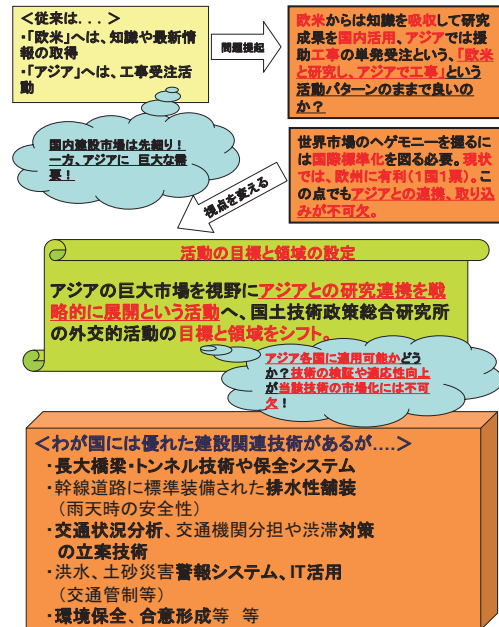 ＜従来は．．．＞
・「欧米」へは、知識や最新情
報の取得
・「アジア」へは、工事受注活
動
問題提起
欧米からは知識を吸収して研究
成果を国内活用、アジアでは援
助工事の単発受注という、「欧米
と研究し、アジアで工事」という
活動パターンのままで良いの
か？
国内建設市場は先細り！
一方、アジアに 巨大な需
要！
世界市場のヘゲモニーを握るに
は国際標準化を図る必要。現状
では、欧州に有利（1国1票）。こ
の点でもアジアとの連携、取り込
みが不可欠。
視点を変える
活動の目標と領域の設定
アジアの巨大市場を視野にアジアとの研究連携を戦
略的に展開という活動へ、国土技術政策総合研究所
の外交的活動の目標と領域をシフト。
アジア各国に適用可能かどう
か？技術の検証や適応性向上
が当該技術の市場化には不可
欠！
＜わが国には優れた建設関連技術があるが．．．．＞
・長大橋梁・トンネル技術や保全システム
・幹線道路に標準装備された排水性舗装
（雨天時の安全性）
・交通状況分析、交通機関分担や渋滞対策
の立案技術
・洪水、土砂災害警報システム、IT活用
（交通管制等）
・環境保全、合意形成等 等